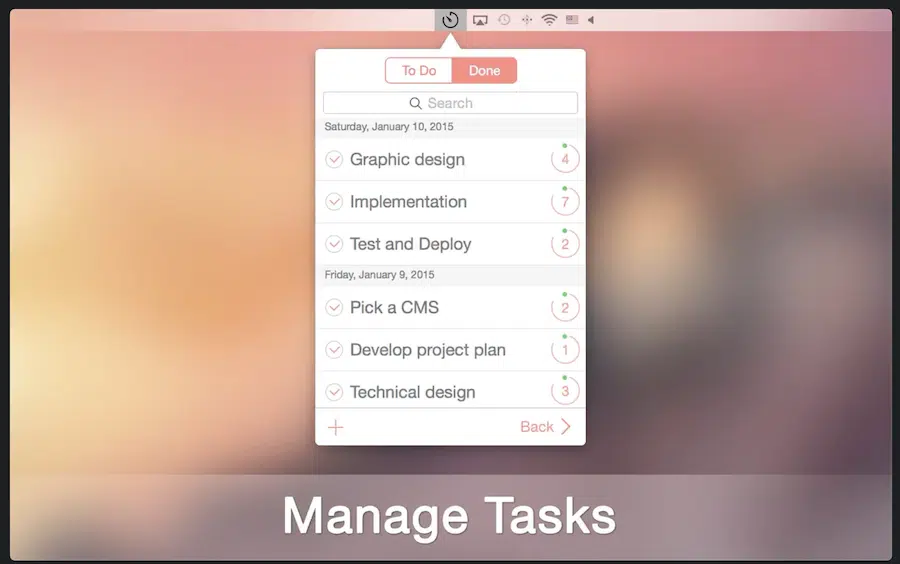 To Do Done
Search
Saturday, January 10, 2015
Graphic design 4
Implementation 7
Test and Deploy 2
Friday, January 9, 2015
Pick a CMS 2
Develop project plan 1
Technical design 3
+ Back
Manage Tasks